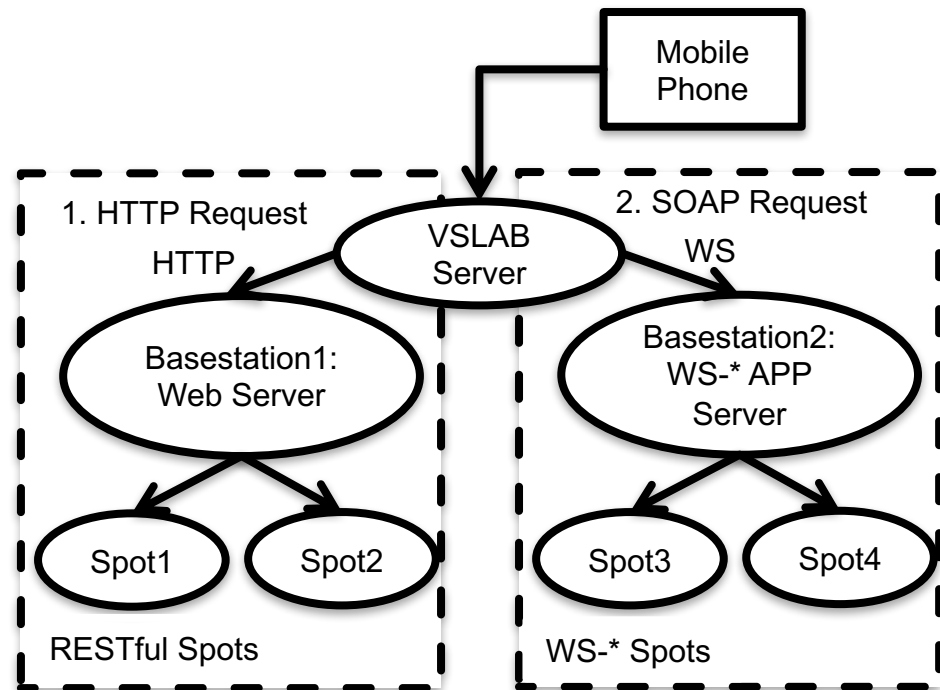 Mobile
Phone
1. HTTP Request
2. SOAP Request
VSLAB
Server
HTTP
WS
Basestation1:
Web Server
Basestation2:
WS-* APP
Server
Spot1
Spot2
Spot3
Spot4
RESTful Spots
WS-* Spots